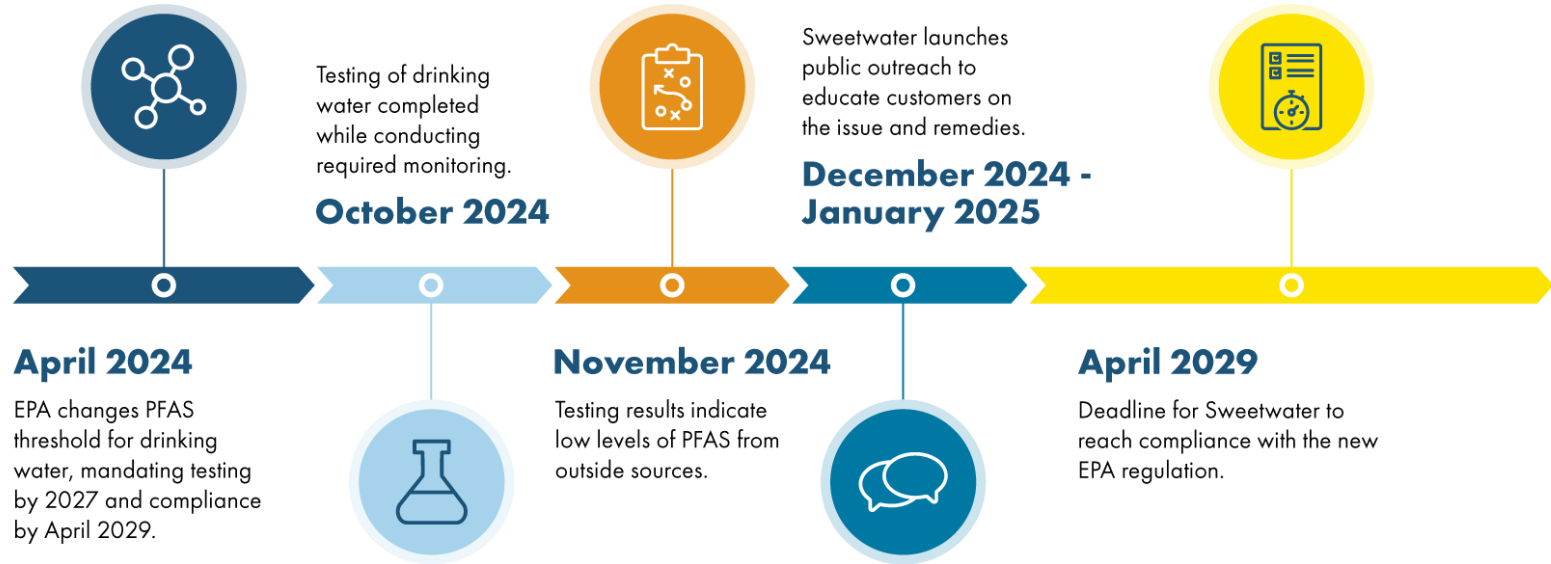 April 2024
EPA changes PFAS
threshold for drinking
water, mandating testing
by 2027 and compliance
by April 2029.
Testing of drinking
water completed
while conducting
required monitoring.
October 2024
November 2024
Testing results indicate
low levels of PFAS from
outside sources.
Sweetwater launches
public outreach to
educate customers on
the issue and remedies.
December 2024 -
January 2025
April 2029
Deadline for Sweetwater to
reach compliance with the new
EPA regulation.